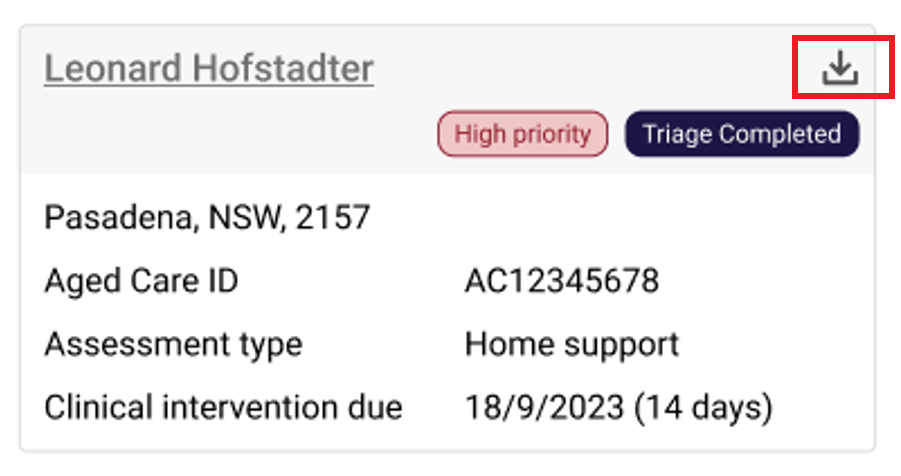 Leonard Hofstadter
High priority Triage Completed
Pasadena, NSW, 2157
Aged Care ID AC12345678
Assessment type Home support
Clinical intervention due 18/9/2023 (14 days)